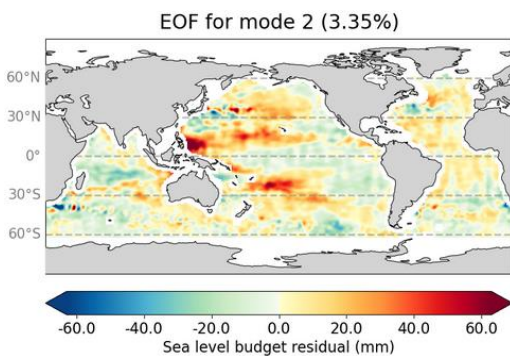 EOF for mode 2 (3.35%)
60°N
30°N
0°
30°S
60°S
-60.0 -40.0 -20.0 0.0 20.0 40.0 60.0
Sea level budget residual (mm)